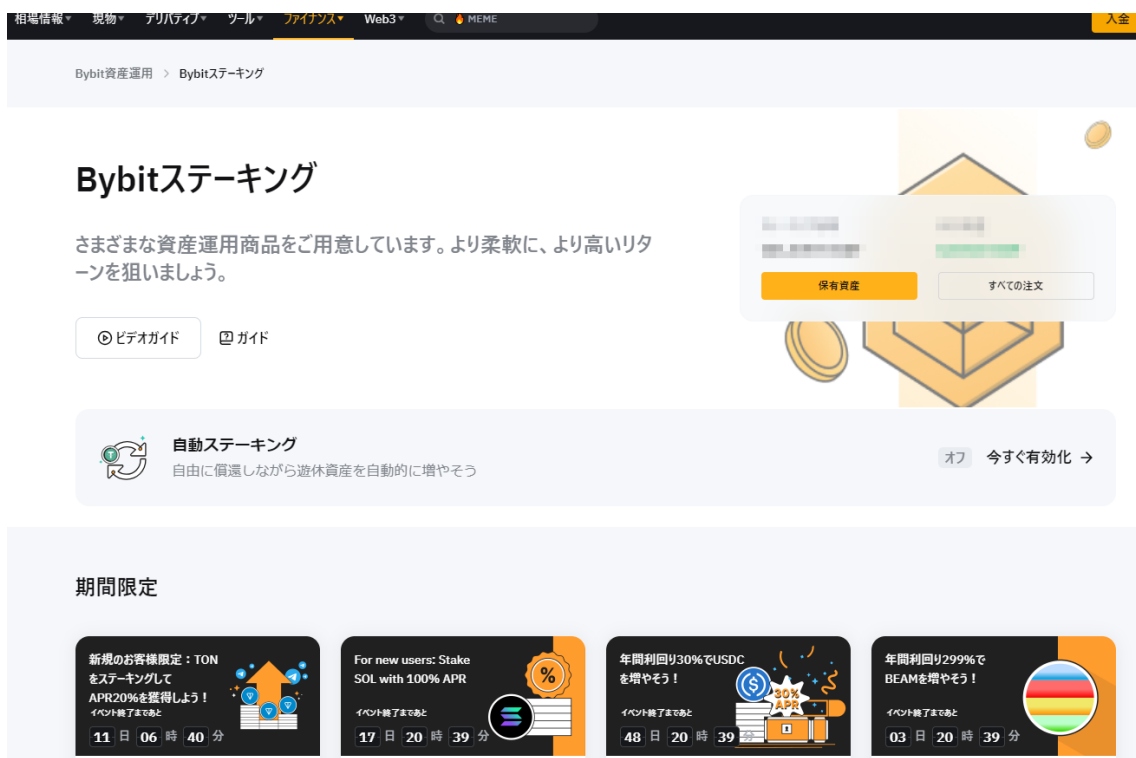 相場情報 現物 デリバティブ ツール ファイナンス Web3 MEME 入金
Bybit資産運用 > Bybitステーキング
Bybitステーキング
さまざまな資産運用商品をご用意しています。より柔軟に、より高いリタ
ーンを狙いましょう。
保有資産 すべての注文
ビデオガイド ガイド
自動ステーキング
自由に償還しながら遊休資産を自動的に増やそう
オフ 今すぐ有効化 →
期間限定
新規のお客様限定：TON
をステーキングして
APR20%を獲得しよう！
イベント終了まであと
11 日 06 時 40 分
For new users: Stake
SOL with 100% APR
イベント終了まであと
17 日 20 時 39 分
%
年間利回り30%でUSDC
を増やそう！
イベント終了まであと
48 日 20 時 39 分
30%
APR
年間利回り299%で
BEAMを増やそう！
イベント終了まであと
03 日 20 時 39 分